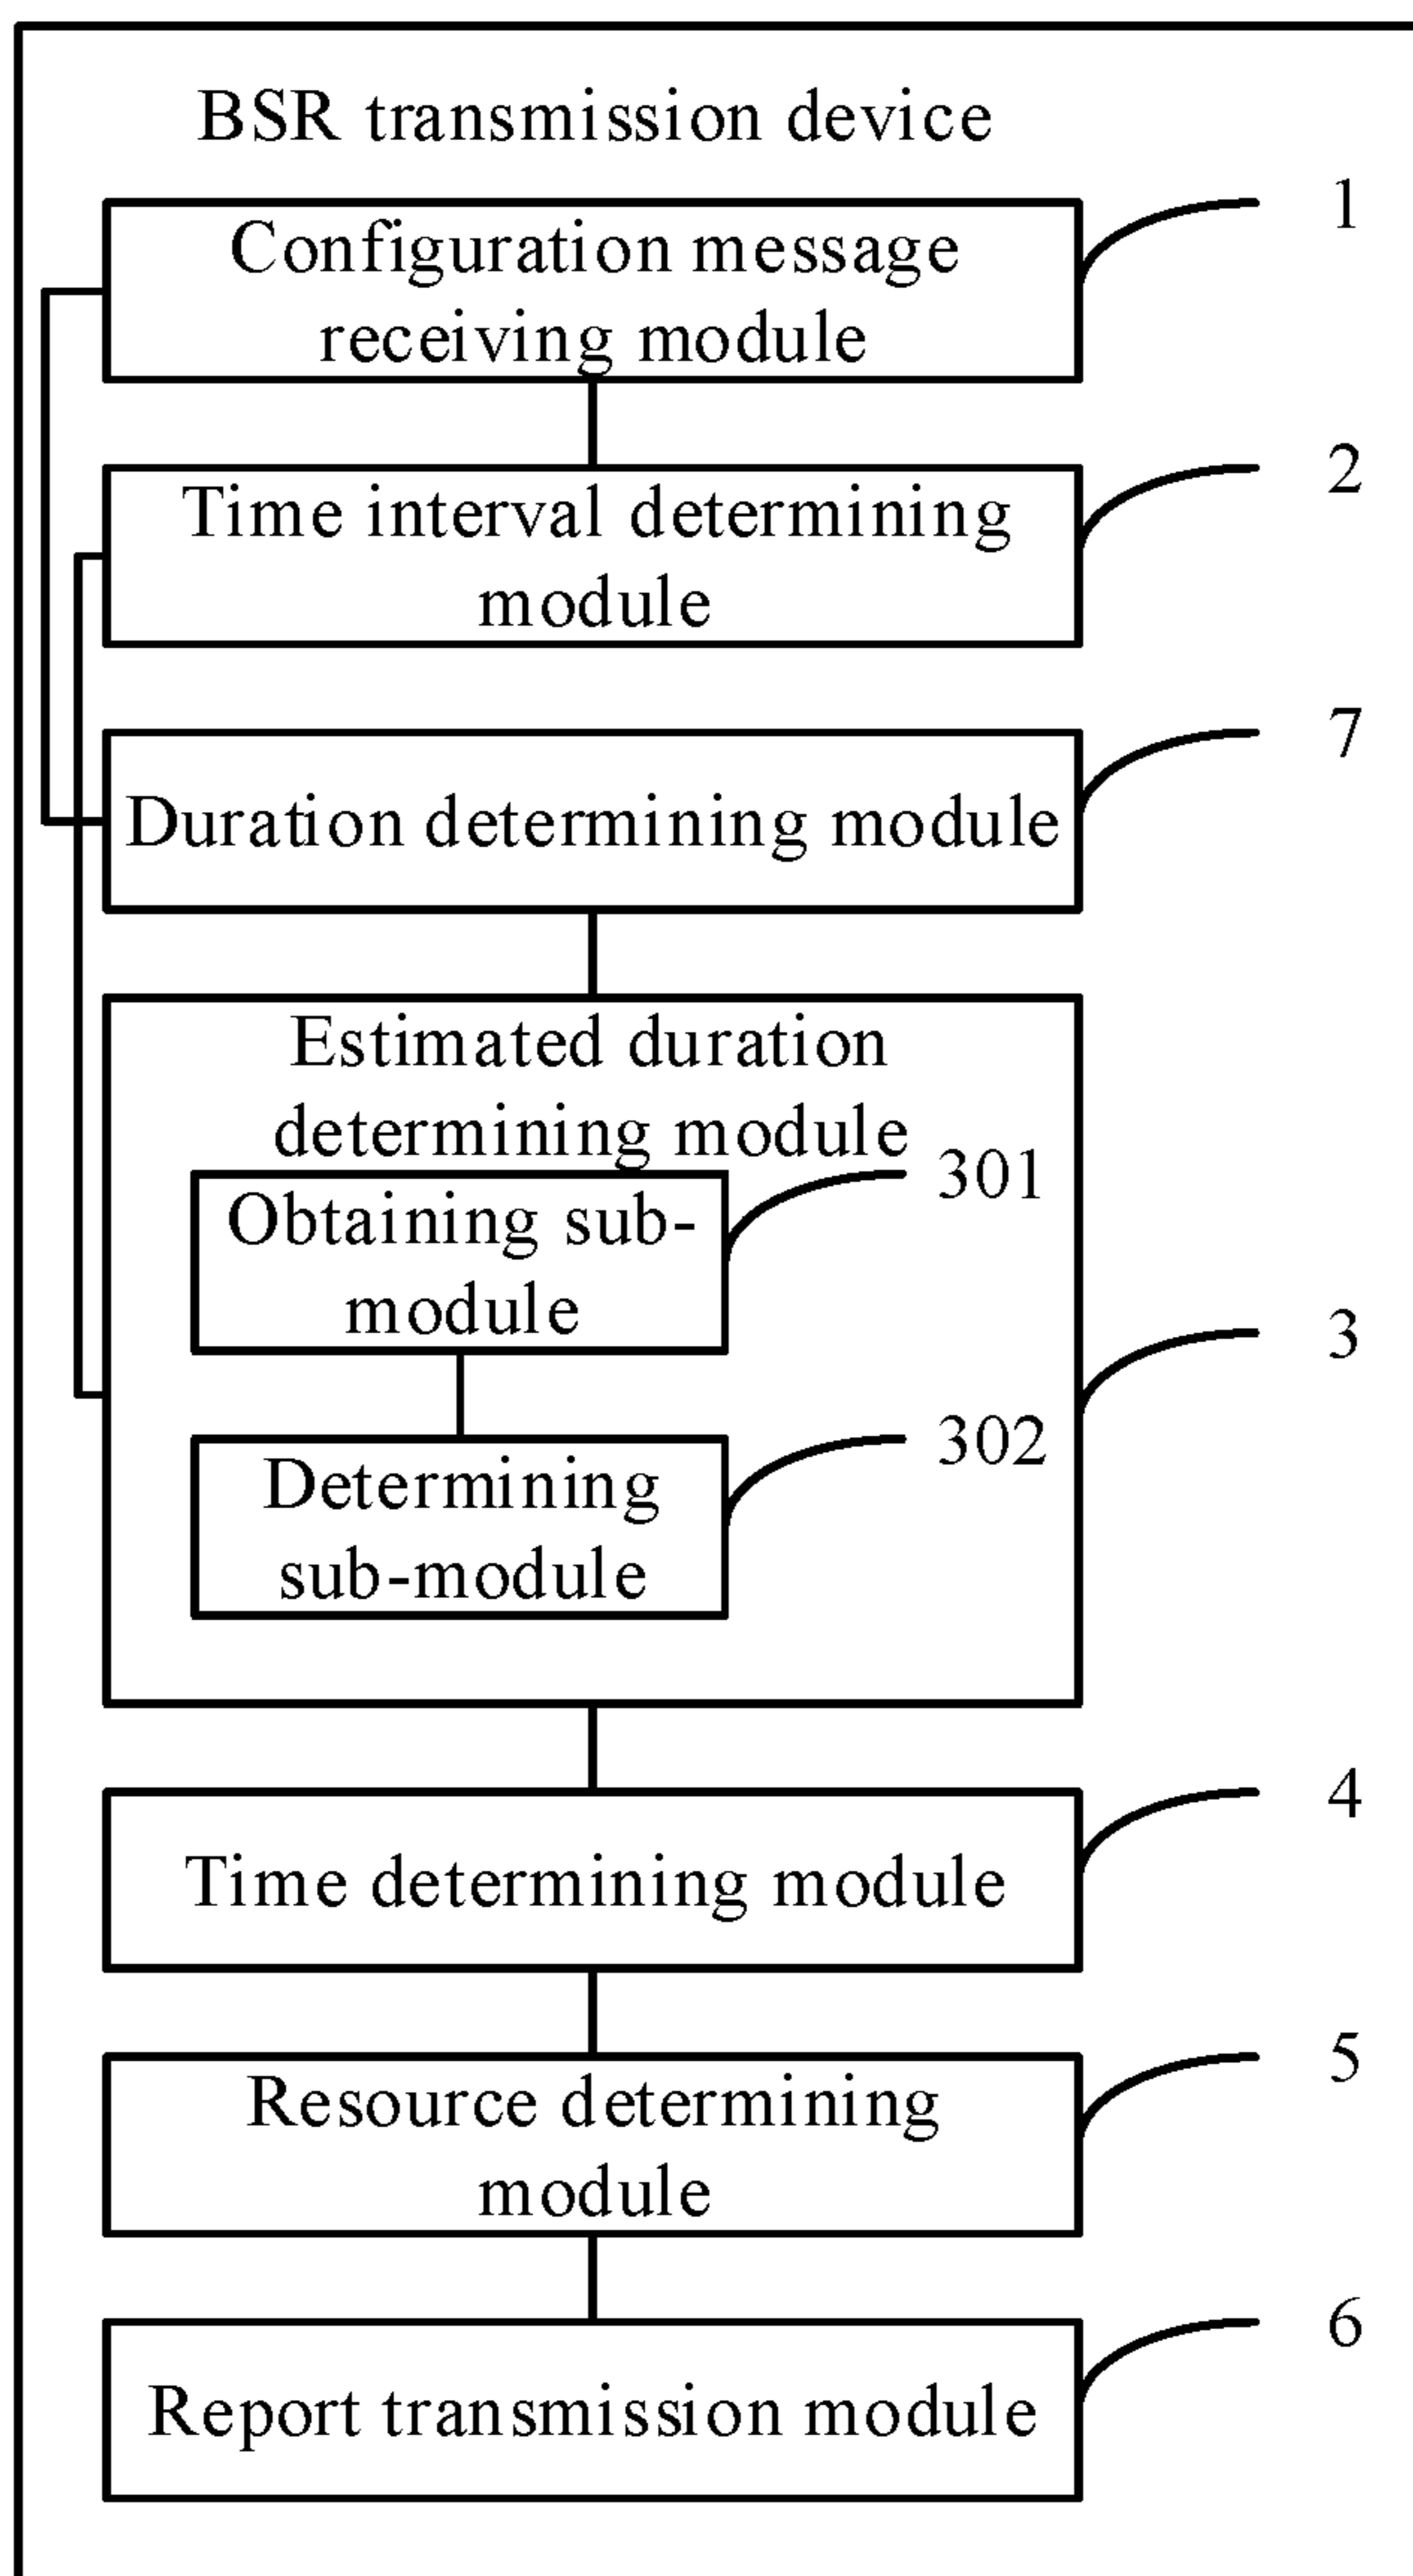 BSR transmission device
1
Configuration message
receiving module
2
Time interval determining
module
7
Duration determining module
Estimated duration
determining module
301
Obtaining sub-
module
3
302
Determining
sub-module
4
Time determining module
5
Resource determining
module
6
Report transmission module